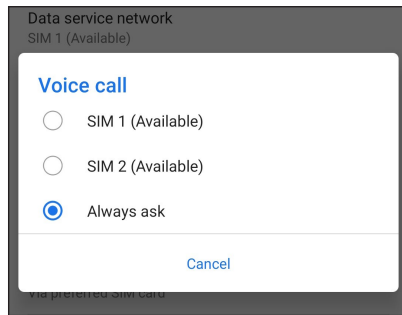 Data service network
SIM 1 (Available)
Voice call
SIM 1 (Available)
SIM 2 (Available)
Always ask
Cancel
Via preferred SIM card